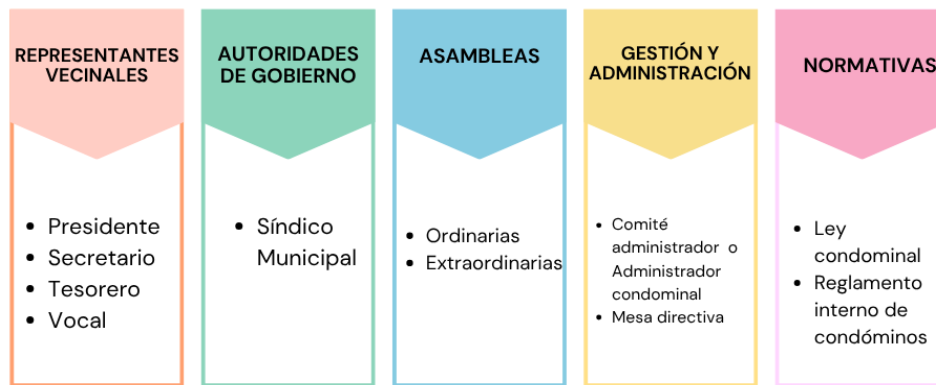 REPRESENTANTES
VECINALES
• Presidente
• Secretario
• Tesorero
• Vocal
AUTORIDADES
DE GOBIERNO
• Síndico
Municipal
ASAMBLEAS
• Ordinarias
• Extraordinarias
GESTIÓN Y
ADMINISTRACIÓN
• Comité
administrador o
Administrador
condominal
• Mesa directiva
NORMATIVAS
• Ley
condominal
• Reglamento
interno de
condóminos